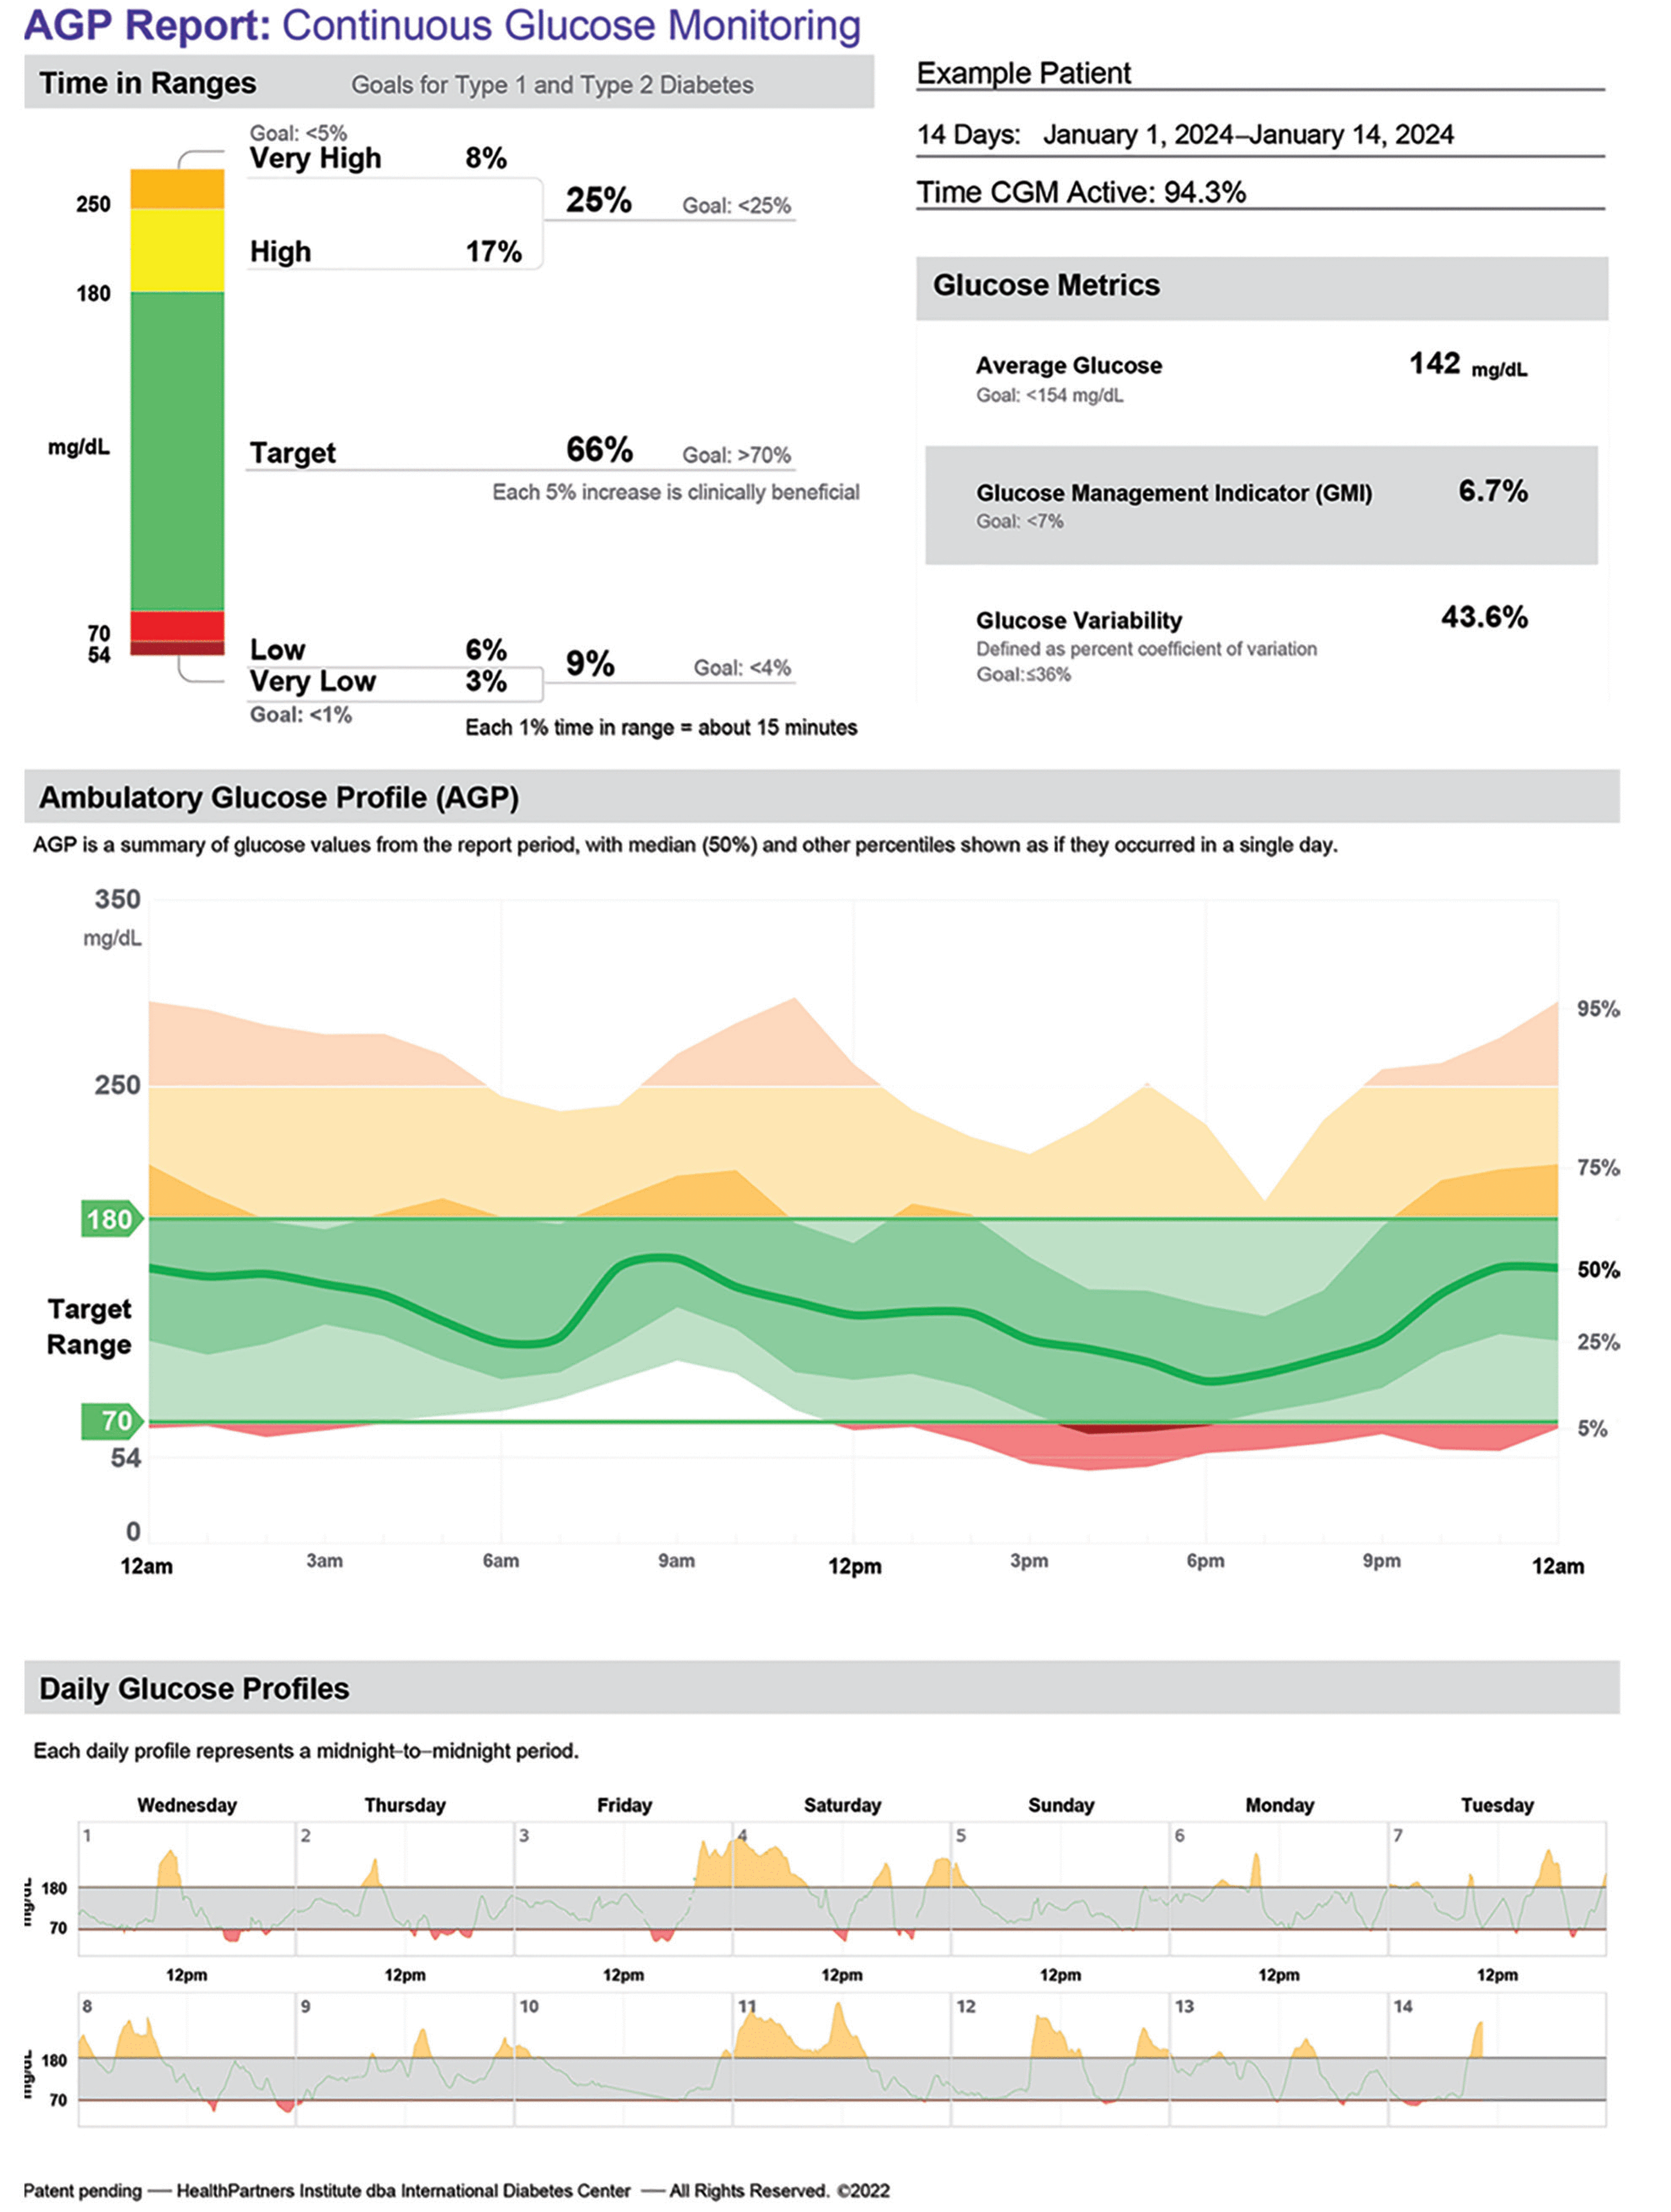 AGP Report: Continuous Glucose Monitoring
Time in Ranges Goals for Type 1 and Type 2 Diabetes
Goal: <5%
Very High 8%
25% Goal: <25%
High 17%
250
180
mg/dL
Target 66% Goal: >70%
Each 5% increase is clinically beneficial
70
54
Low 6%
9% Goal: <4%
Very Low 3%
Goal: <1%
Each 1% time in range = about 15 minutes
Example Patient
14 Days: January 1, 2024–January 14, 2024
Time CGM Active: 94.3%
Glucose Metrics
Average Glucose 142 mg/dL
Goal: <154 mg/dL
Glucose Management Indicator (GMI) 6.7%
Goal: <7%
Glucose Variability 43.6%
Defined as percent coefficient of variation
Goal:≤36%
Ambulatory Glucose Profile (AGP)
AGP is a summary of glucose values from the report period, with median (50%) and other percentiles shown as if they occurred in a single day.
350
mg/dL
95%
250
75%
180
50%
Target
Range
25%
70
5%
54
0
12am 3am 6am 9am 12pm 3pm 6pm 9pm 12am
Daily Glucose Profiles
Each daily profile represents a midnight–to–midnight period.
Wednesday Thursday Friday Saturday Sunday Monday Tuesday
1 2 3 4 5 6 7
mg/dL
180
70
12pm 12pm 12pm 12pm 12pm 12pm 12pm
8 9 10 11 12 13 14
mg/dL
180
70
Patent pending — HealthPartners Institute dba International Diabetes Center — All Rights Reserved. ©2022